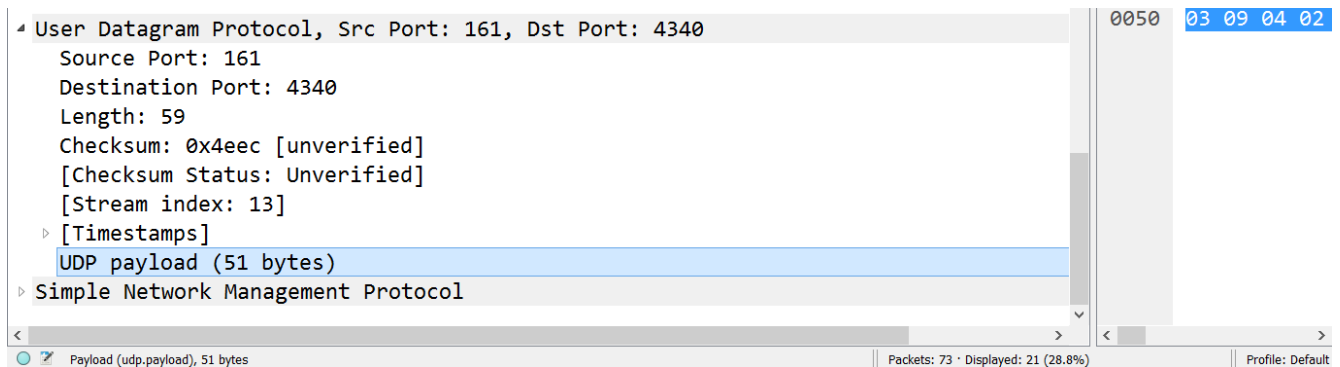 User Datagram Protocol, Src Port: 161, Dst Port: 4340
Source Port: 161
Destination Port: 4340
Length: 59
Checksum: 0x4eec [unverified]
[Checksum Status: Unverified]
[Stream index: 13]
[Timestamps]
UDP payload (51 bytes)
Simple Network Management Protocol
0050 03 09 04 02
Payload (udp.payload), 51 bytes
Packets: 73 · Displayed: 21 (28.8%)
Profile: Default